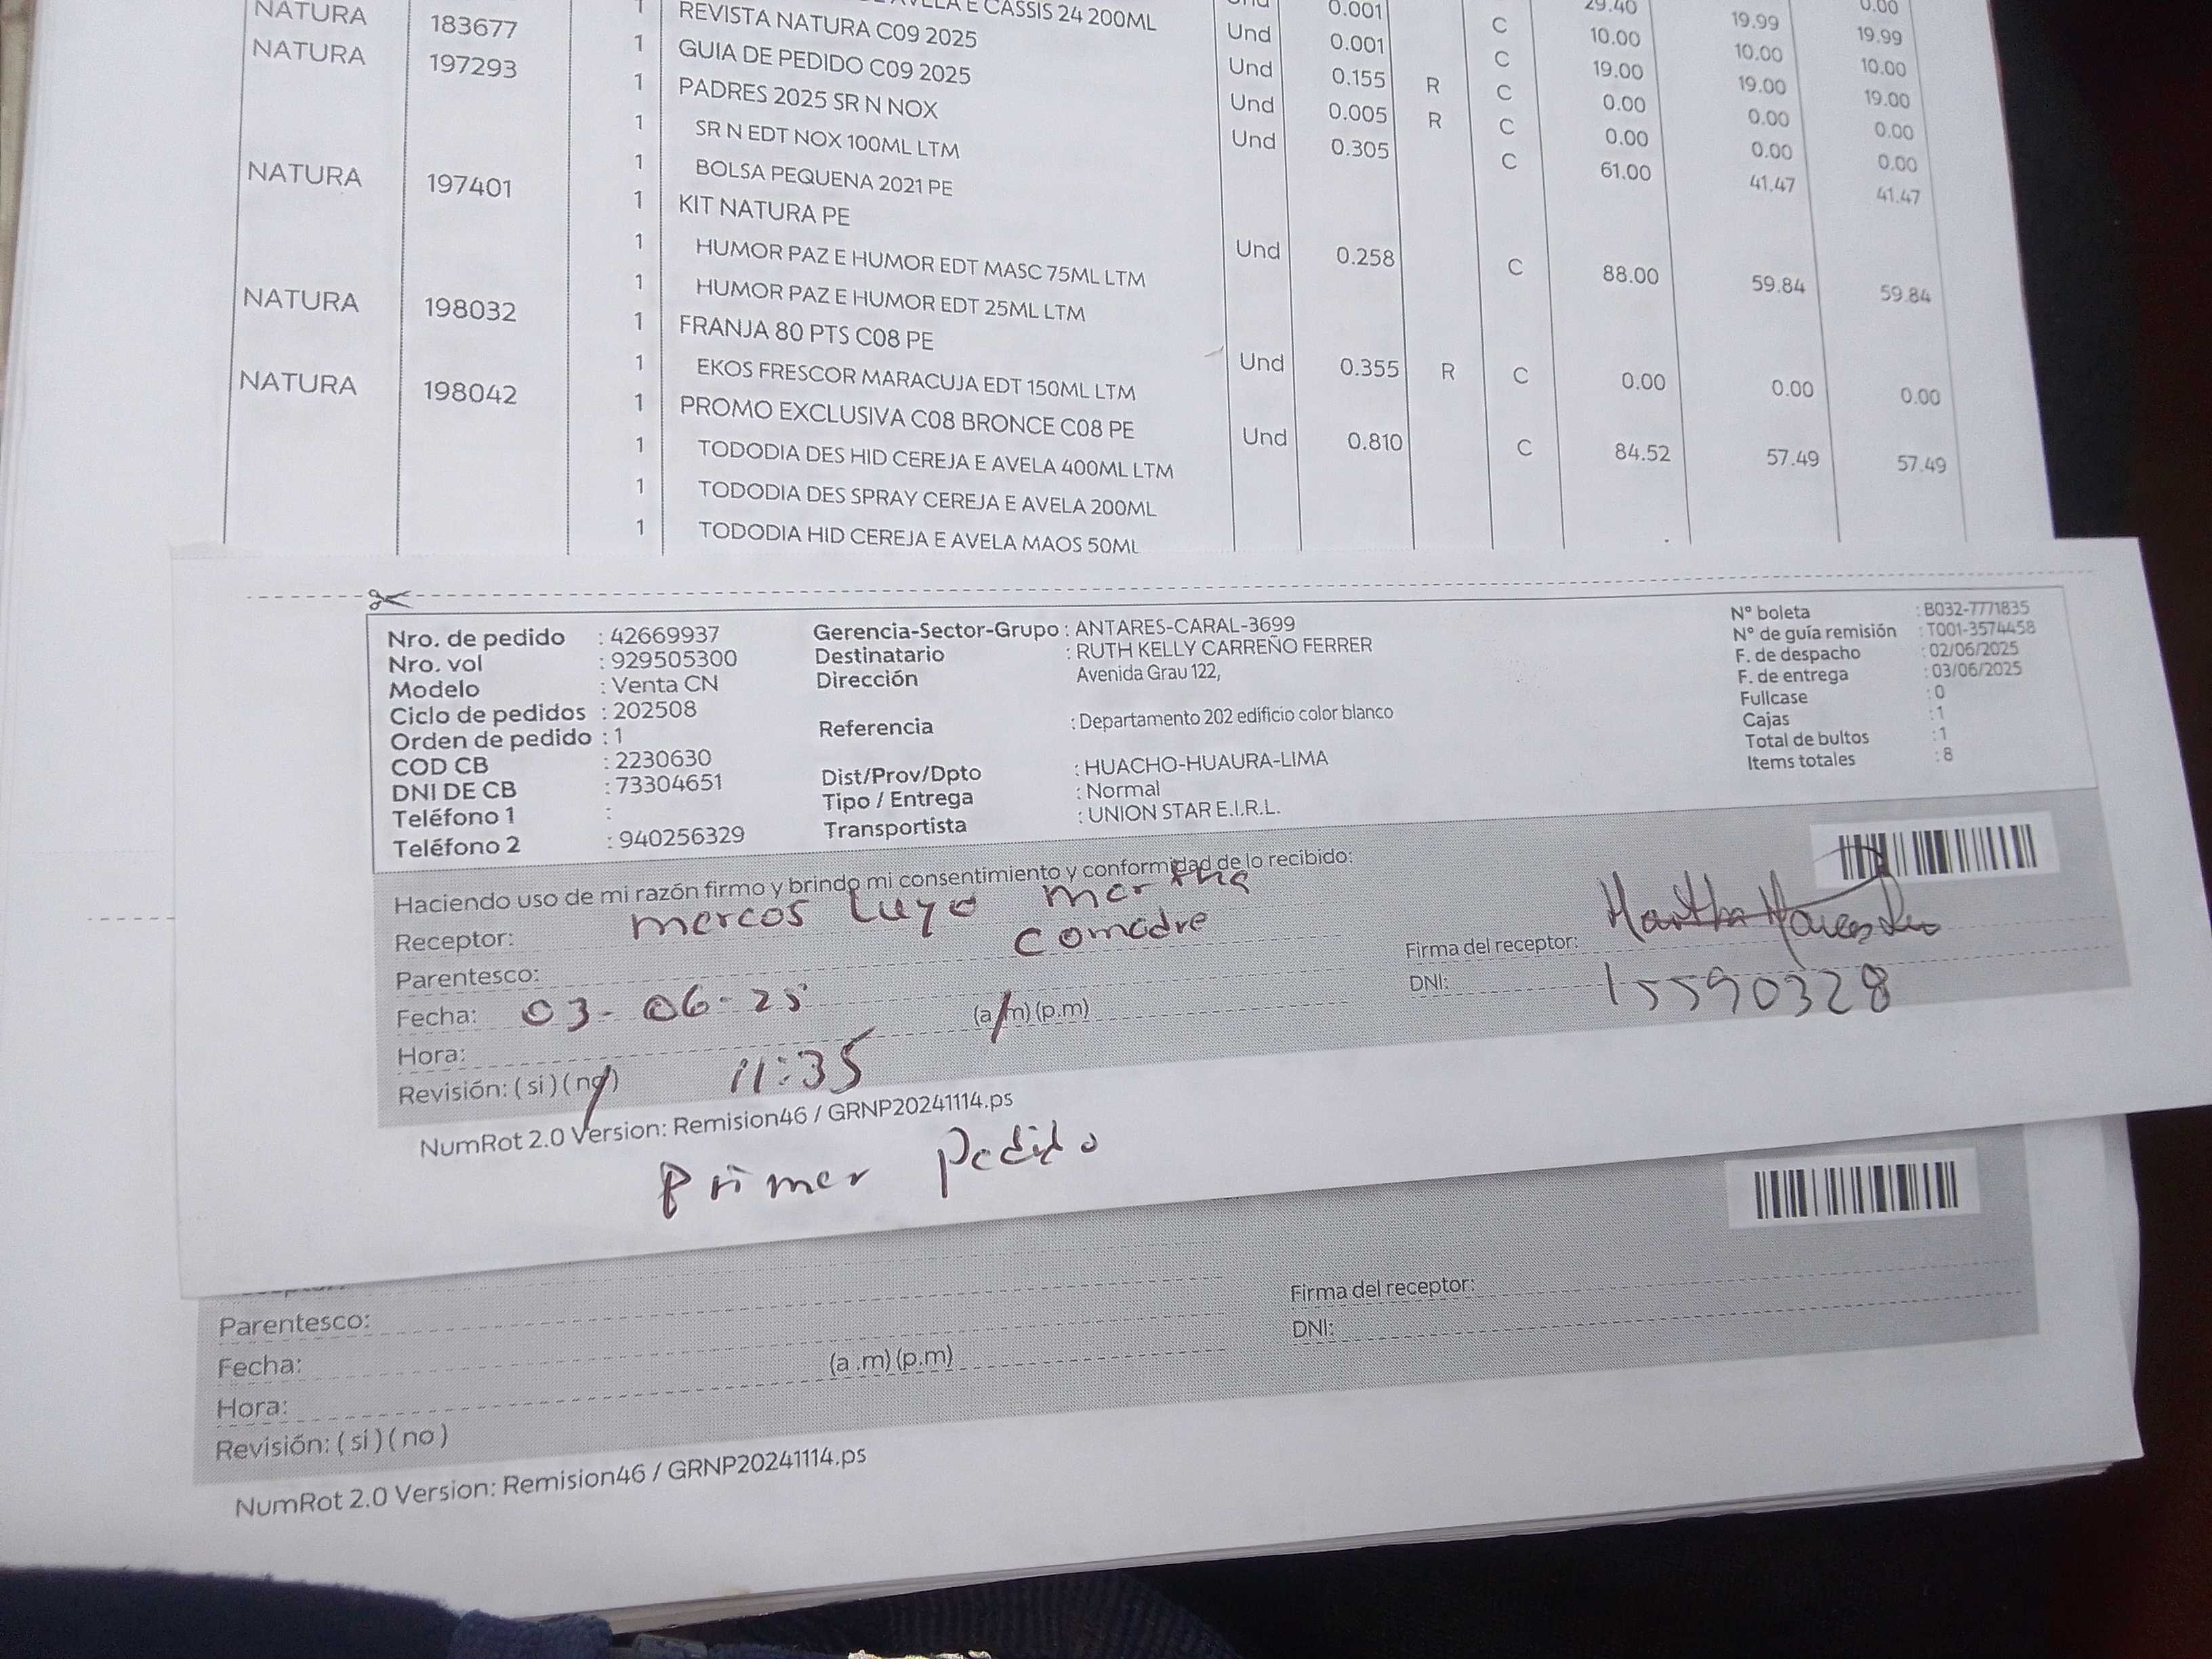 NATURA 183677 1 E CASSIS 24 200ML 0.001 29.40 19.99 0.00
NATURA 197293 1 REVISTA NATURA C09 2025 Und 0.001 C 10.00 10.00 19.99
1 GUIA DE PEDIDO C09 2025 Und 0.155 R C 19.00 19.00 10.00
1 PADRES 2025 SR N NOX Und 0.005 R C 0.00 0.00 19.00
1 SR N EDT NOX 100ML LTM Und 0.305 C 0.00 0.00 0.00
1 BOLSA PEQUENA 2021 PE C 61.00 41.47 0.00
NATURA 197401 1 KIT NATURA PE 41.47
1 HUMOR PAZ E HUMOR EDT MASC 75ML LTM Und 0.258 C 88.00 59.84 59.84
1 HUMOR PAZ E HUMOR EDT 25ML LTM
NATURA 198032 1 FRANJA 80 PTS C08 PE Und 0.355 R C 0.00 0.00 0.00
1 EKOS FRESCOR MARACUJA EDT 150ML LTM
NATURA 198042 1 PROMO EXCLUSIVA C08 BRONCE C08 PE Und 0.810 C 84.52 57.49 57.49
1 TODODIA DES HID CEREJA E AVELA 400ML LTM
1 TODODIA DES SPRAY CEREJA E AVELA 200ML
1 TODODIA HID CEREJA E AVELA MAOS 50ML
Nro. de pedido : 42669937
Nro. vol : 929505300
Modelo : Venta CN
Ciclo de pedidos : 202508
Orden de pedido : 1
COD CB : 2230630
DNI DE CB : 73304651
Teléfono 1 :
Teléfono 2 : 940256329
Gerencia-Sector-Grupo : ANTARES-CARAL-3699
Destinatario : RUTH KELLY CARREÑO FERRER
Dirección Avenida Grau 122,
Referencia : Departamento 202 edificio color blanco
Dist/Prov/Dpto : HUACHO-HUAURA-LIMA
Tipo / Entrega : Normal
Transportista : UNION STAR E.I.R.L.
N° boleta : B032-7771835
N° de guía remisión : T001-3574458
F. de despacho : 02/06/2025
F. de entrega : 03/06/2025
Fullcase : 0
Cajas : 1
Total de bultos : 1
Items totales : 8
Haciendo uso de mi razón firmo y brindo mi consentimiento y conformidad de lo recibido:
Receptor: mercos Luyo martha
Parentesco: comadre
Fecha: 03-06-25
Hora: 11:35 (a.m) (p.m)
Revisión: ( si ) ( no )
Firma del receptor: Martha
DNI: 15590328
NumRot 2.0 Version: Remision46 / GRNP20241114.ps
Primer pedido
Parentesco:
Fecha:
Hora: (a .m) (p.m)
Revisión: ( si ) ( no )
Firma del receptor:
DNI:
NumRot 2.0 Version: Remision46 / GRNP20241114.ps